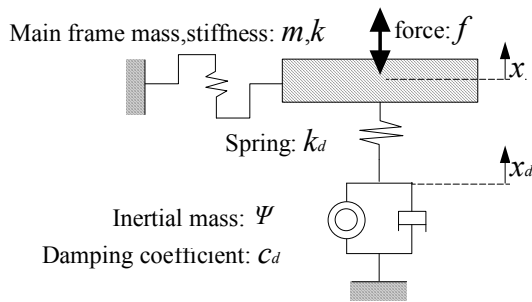 Main frame mass,stiffness: m,k
force: f
x
Spring: kd
xd
Inertial mass: Ψ
Damping coefficient: cd